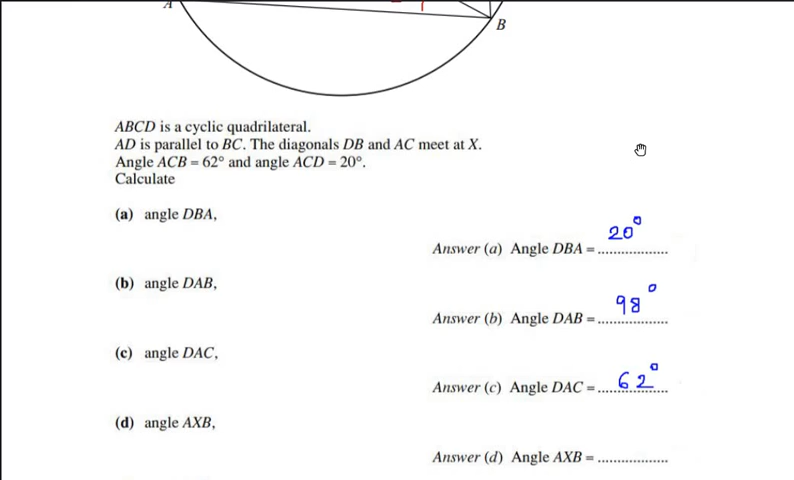 A
B
ABCD is a cyclic quadrilateral.
AD is parallel to BC. The diagonals DB and AC meet at X.
Angle ACB = 62° and angle ACD = 20°.
Calculate
(a) angle DBA,
20°
Answer (a) Angle DBA = ..................
(b) angle DAB,
98°
Answer (b) Angle DAB = ..................
(c) angle DAC,
62°
Answer (c) Angle DAC = ..................
(d) angle AXB,
Answer (d) Angle AXB = ..................